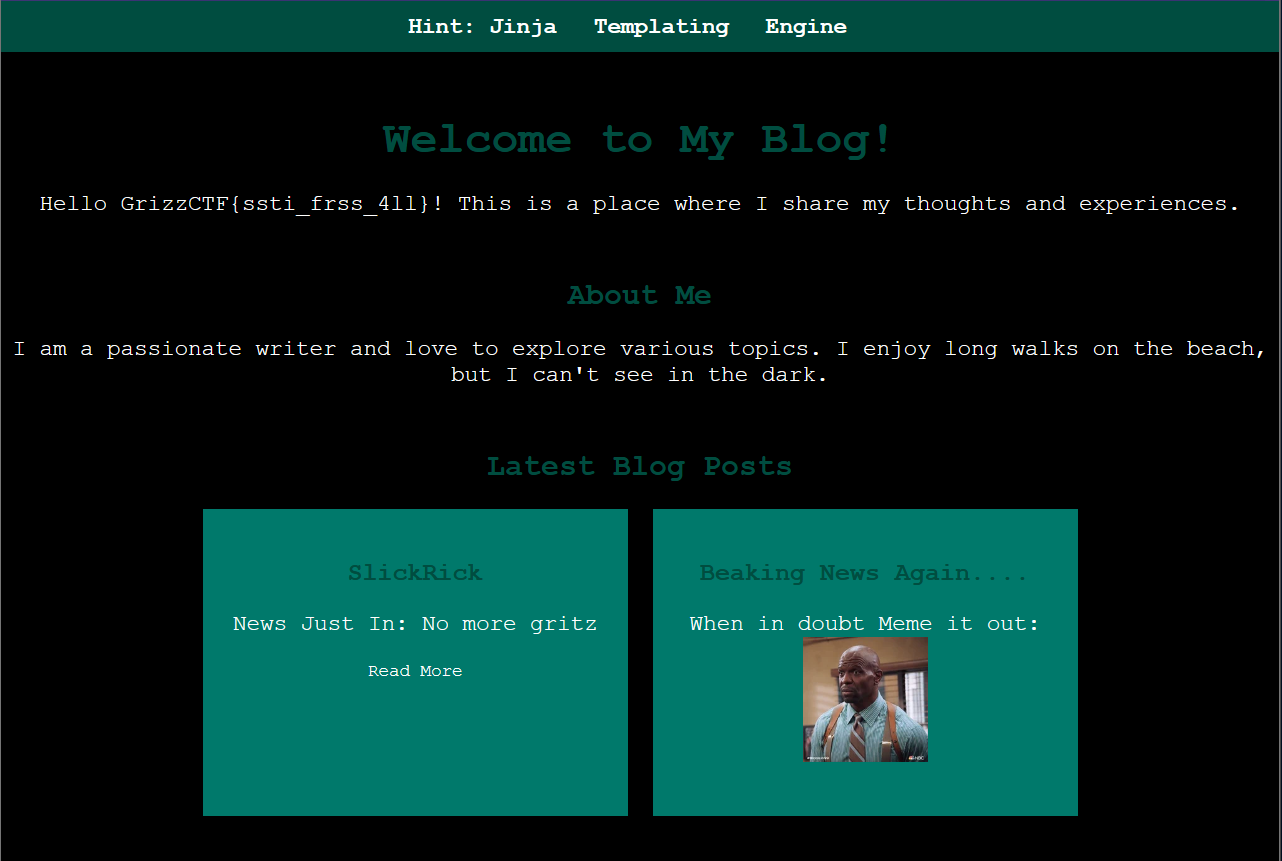 Hint: Jinja Templating Engine
Welcome to My Blog!
Hello GrizzCTF{ssti_frss_4ll}! This is a place where I share my thoughts and experiences.
About Me
I am a passionate writer and love to explore various topics. I enjoy long walks on the beach,
but I can't see in the dark.
Latest Blog Posts
SlickRick
News Just In: No more gritz
Read More
Beaking News Again....
When in doubt Meme it out: